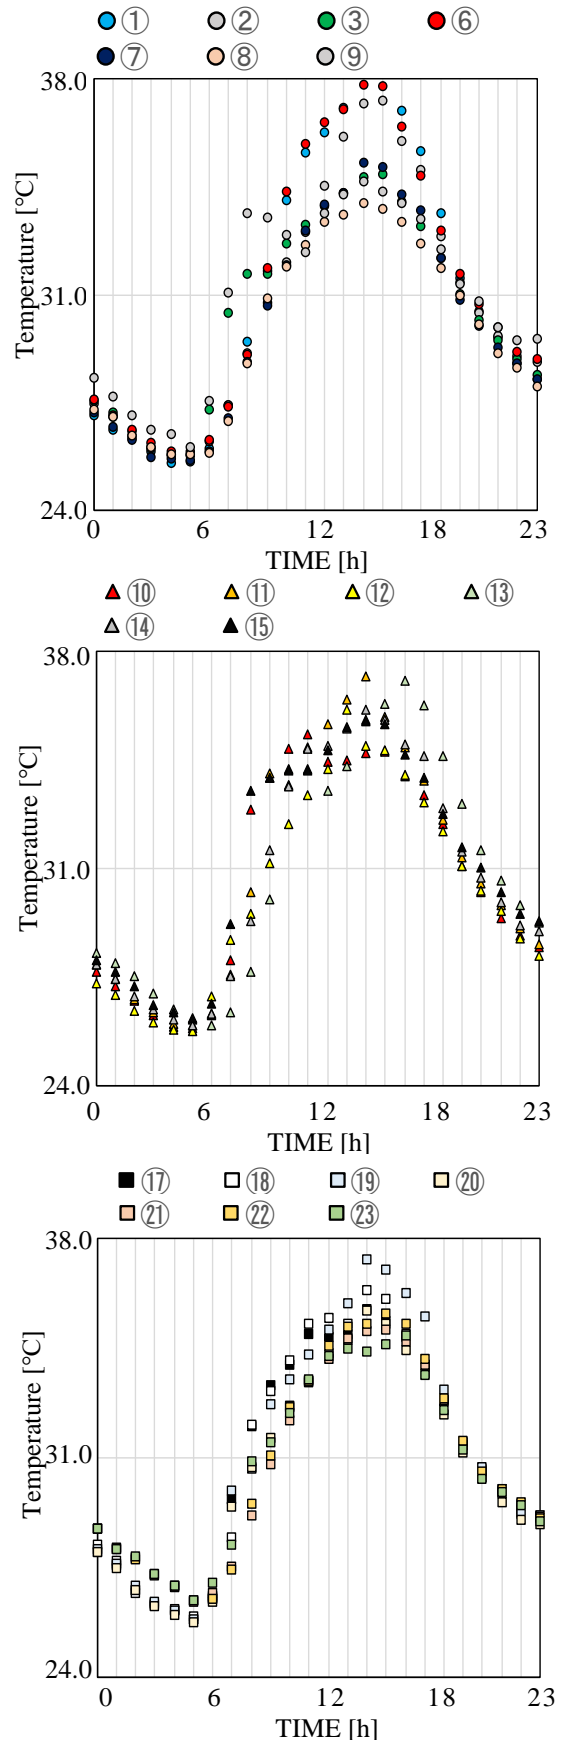 ① ② ③ ⑥
⑦ ⑧ ⑨
38.0
31.0
24.0
Temperature [°C]
0 6 12 18 23
TIME [h]
⑩ ⑪ ⑫ ⑬
⑭ ⑮
38.0
31.0
24.0
Temperature [°C]
0 6 12 18 23
TIME [h]
⑰ ⑱ ⑲ ⑳
㉑ ㉒ ㉓
38.0
31.0
24.0
Temperature [°C]
0 6 12 18 23
TIME [h]